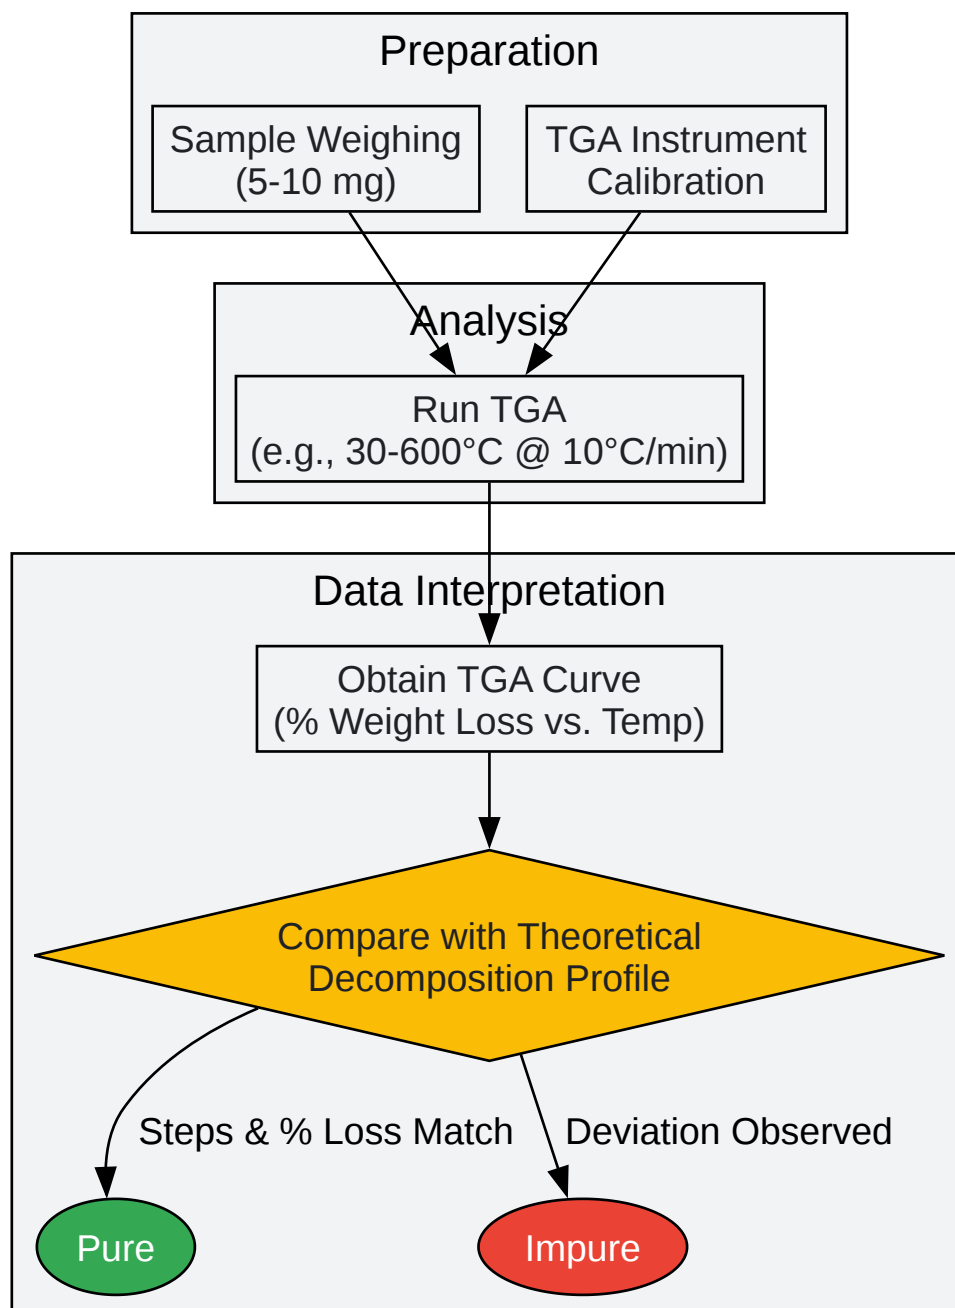 Preparation
Sample Weighing
(5-10 mg)
TGA Instrument
Calibration
Analysis
Run TGA
(e.g., 30-600°C @ 10°C/min)
Data Interpretation
Obtain TGA Curve
(% Weight Loss vs. Temp)
Compare with Theoretical
Decomposition Profile
Steps & % Loss Match
Deviation Observed
Pure
Impure